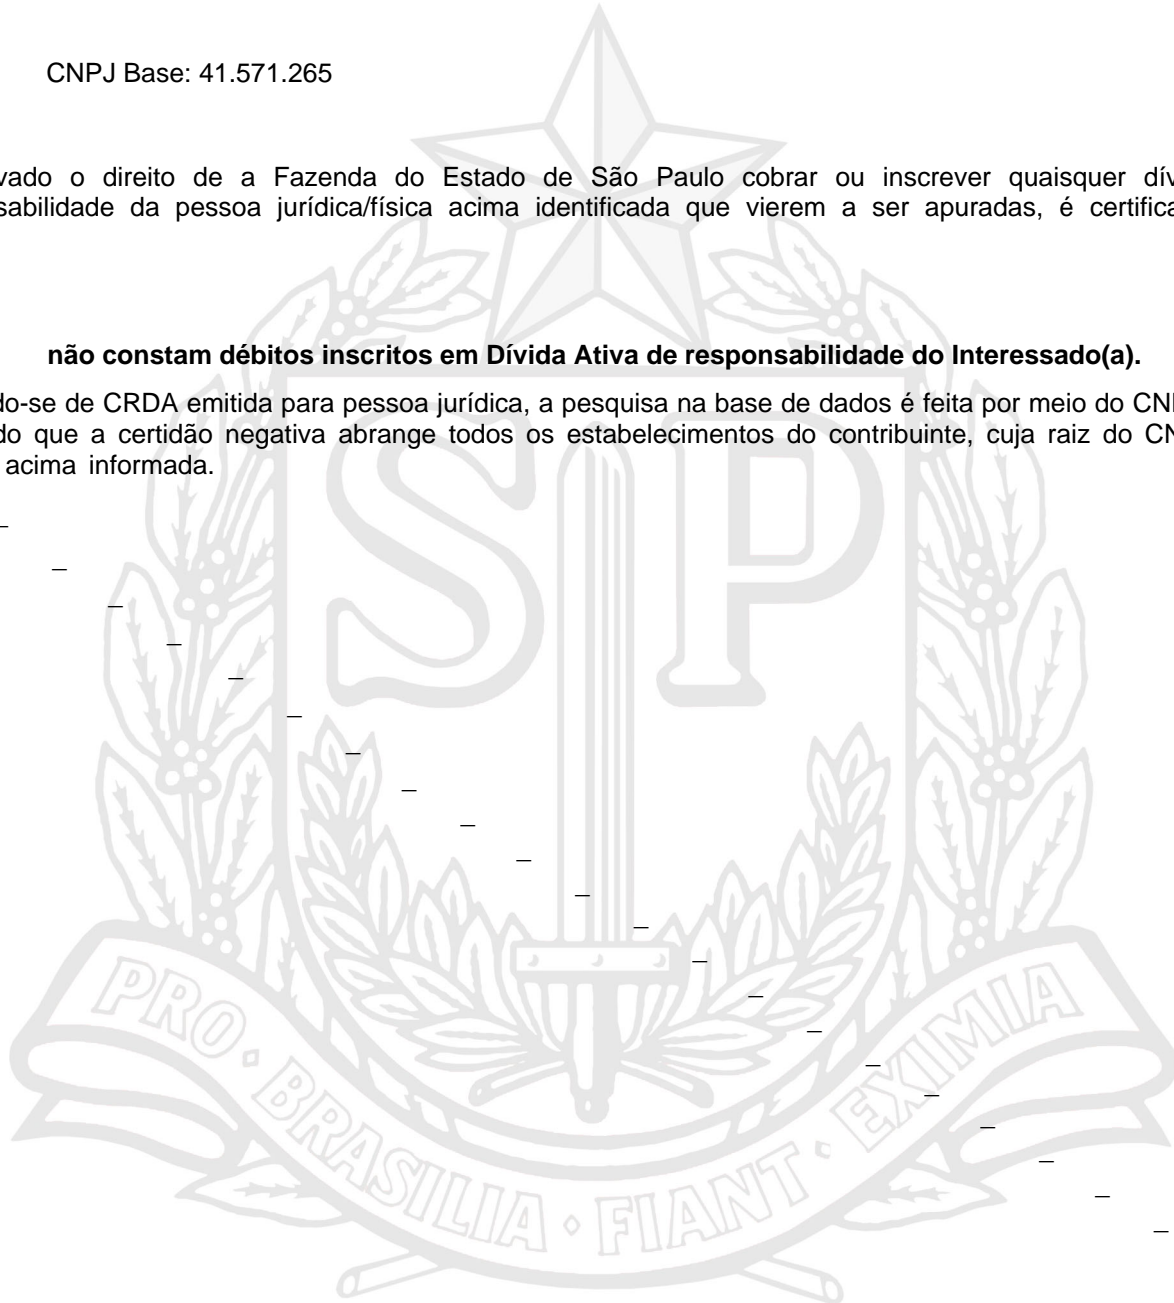 CNPJ Base: 41.571.265
vado o direito de a Fazenda do Estado de São Paulo cobrar ou inscrever quaisquer dív
sabilidade da pessoa jurídica/física acima identificada que vierem a ser apuradas, é certifica
não constam débitos inscritos em Dívida Ativa de responsabilidade do Interessado(a).
do-se de CRDA emitida para pessoa jurídica, a pesquisa na base de dados é feita por meio do CN
do que a certidão negativa abrange todos os estabelecimentos do contribuinte, cuja raiz do CN
acima informada.
SP
PRO · BRASILIA · FIANT · EXIMIA